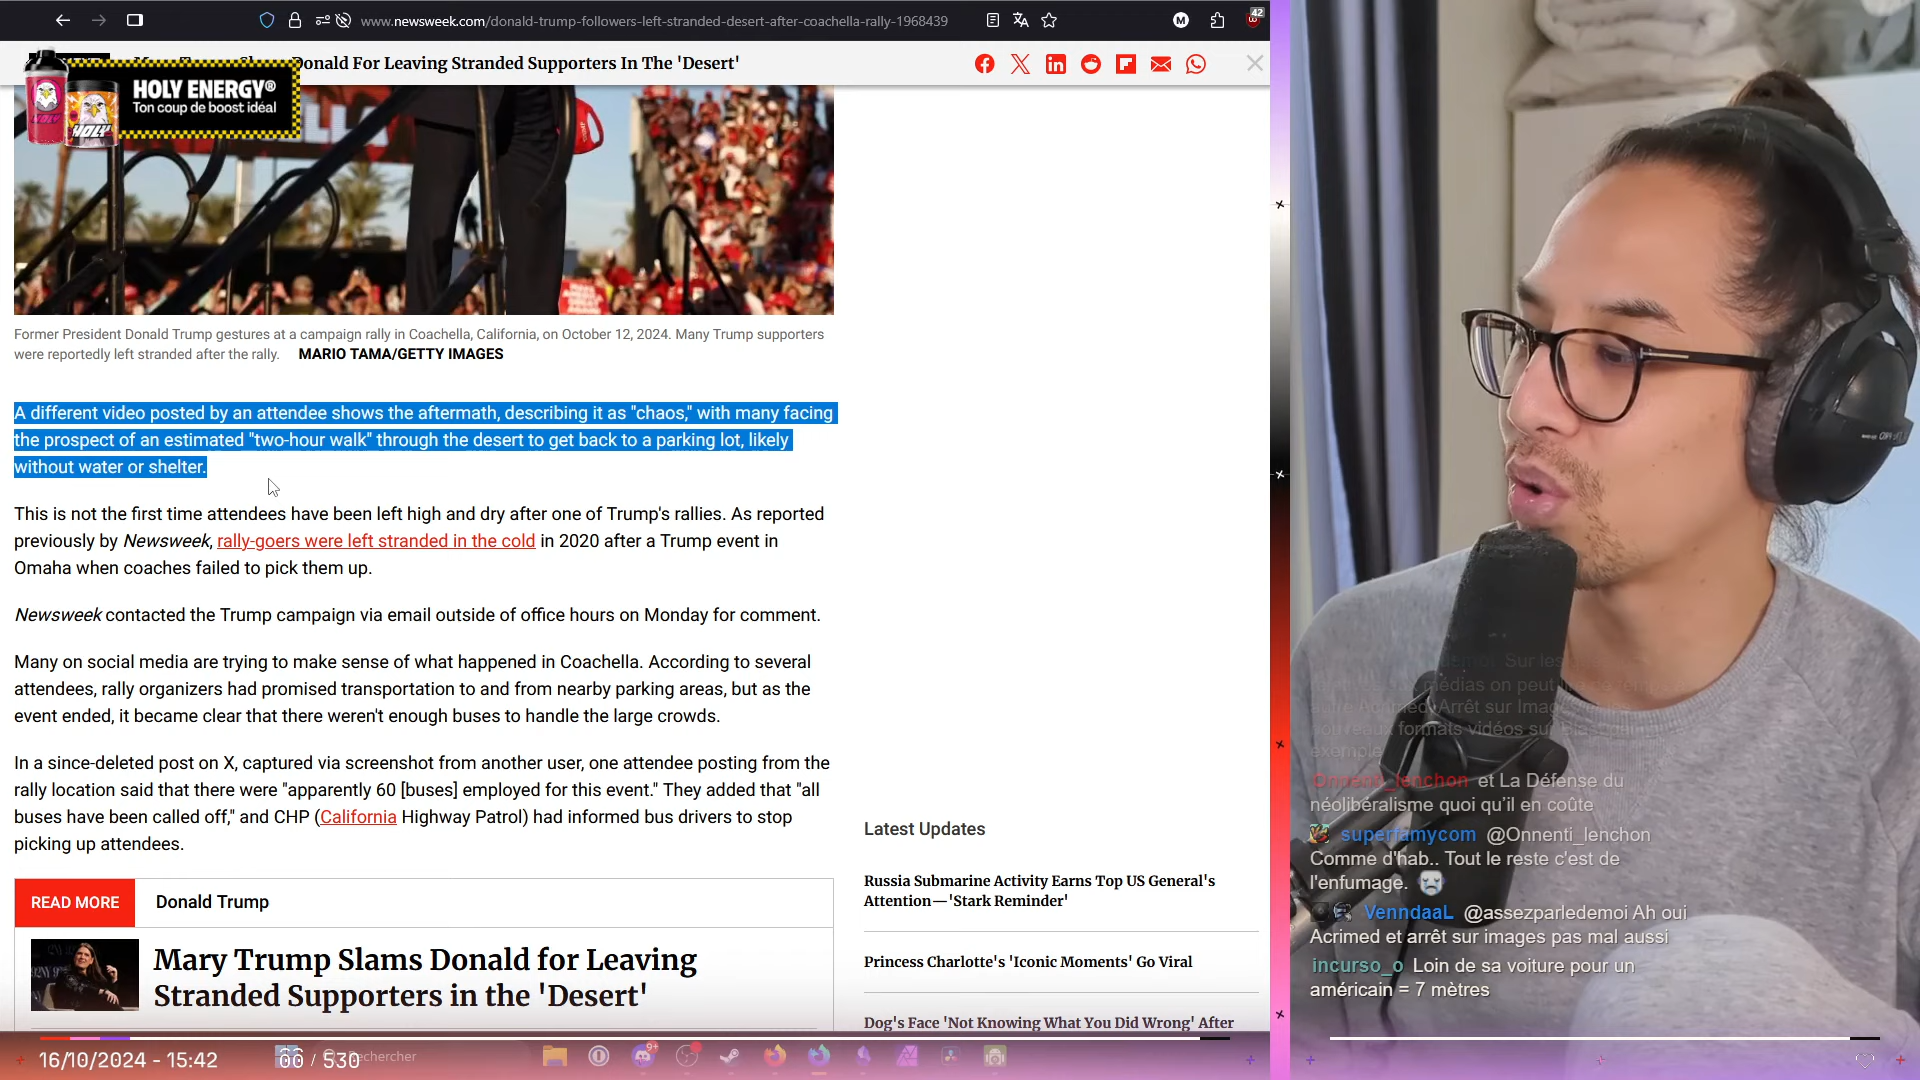 www.newsweek.com/donald-trump-followers-left-stranded-desert-after-coachella-rally-1968439
M
42
Donald For Leaving Stranded Supporters In The 'Desert'
HOLY ENERGY®
Ton coup de boost idéal
HOLY
Former President Donald Trump gestures at a campaign rally in Coachella, California, on October 12, 2024. Many Trump supporters
were reportedly left stranded after the rally. MARIO TAMA/GETTY IMAGES
A different video posted by an attendee shows the aftermath, describing it as "chaos," with many facing
the prospect of an estimated "two-hour walk" through the desert to get back to a parking lot, likely
without water or shelter.
This is not the first time attendees have been left high and dry after one of Trump's rallies. As reported
previously by Newsweek, rally-goers were left stranded in the cold in 2020 after a Trump event in
Omaha when coaches failed to pick them up.
Newsweek contacted the Trump campaign via email outside of office hours on Monday for comment.
Many on social media are trying to make sense of what happened in Coachella. According to several
attendees, rally organizers had promised transportation to and from nearby parking areas, but as the
event ended, it became clear that there weren't enough buses to handle the large crowds.
In a since-deleted post on X, captured via screenshot from another user, one attendee posting from the
rally location said that there were "apparently 60 [buses] employed for this event." They added that "all
buses have been called off," and CHP (California Highway Patrol) had informed bus drivers to stop
picking up attendees.
READ MORE Donald Trump
Mary Trump Slams Donald for Leaving
Stranded Supporters in the 'Desert'
Latest Updates
Russia Submarine Activity Earns Top US General's
Attention—'Stark Reminder'
Princess Charlotte's 'Iconic Moments' Go Viral
Dog's Face 'Not Knowing What You Did Wrong' After
Sur les
médias on peut
Acrimed, Arrêt sur Images
nouveaux formats vidéos sur
exemple
Onnenti_lenchon et La Défense du
néolibéralisme quoi qu'il en coûte
superfamycom @Onnenti_lenchon
Comme d'hab.. Tout le reste c'est de
l'enfumage.
VenndaaL @assezparledemoi Ah oui
Acrimed et arrêt sur images pas mal aussi
incurso_o Loin de sa voiture pour un
américain = 7 mètres
16/10/2024 - 15:42
/ 530
Rechercher